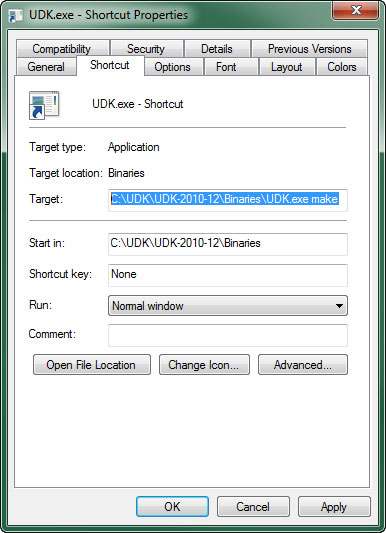 UDK.exe - Shortcut Properties
Compatibility Security Details Previous Versions
General Shortcut Options Font Layout Colors
UDK.exe - Shortcut
Target type: Application
Target location: Binaries
Target: C:\UDK\UDK-2010-12\Binaries\UDK.exe make
Start in: C:\UDK\UDK-2010-12\Binaries
Shortcut key: None
Run: Normal window
Comment:
Open File Location Change Icon... Advanced...
OK Cancel Apply